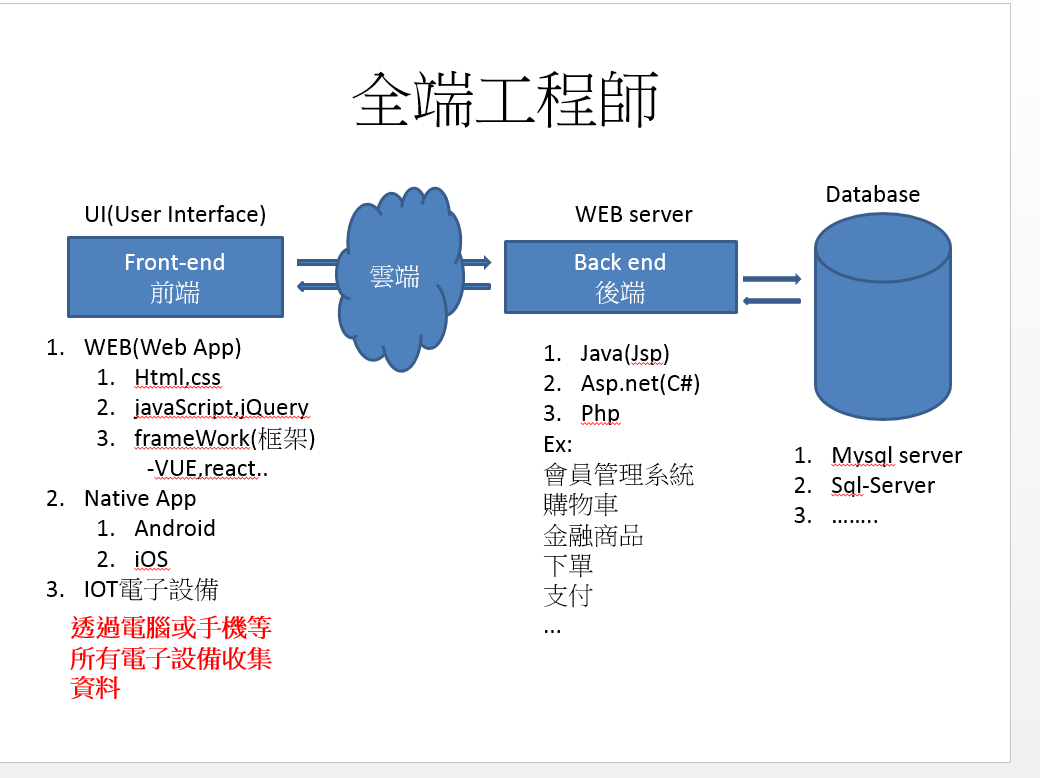 全端工程師
UI(User Interface)
Front-end
前端
雲端
WEB server
Back end
後端
Database
1. WEB(Web App)
1. Html,css
2. javaScript,jQuery
3. frameWork(框架)
-VUE,react..
2. Native App
1. Android
2. iOS
3. IOT電子設備
透過電腦或手機等
所有電子設備收集
資料
1. Java(Jsp)
2. Asp.net(C#)
3. Php
Ex:
會員管理系統
購物車
金融商品
下單
支付
...
1. Mysql server
2. Sql-Server
3. ........